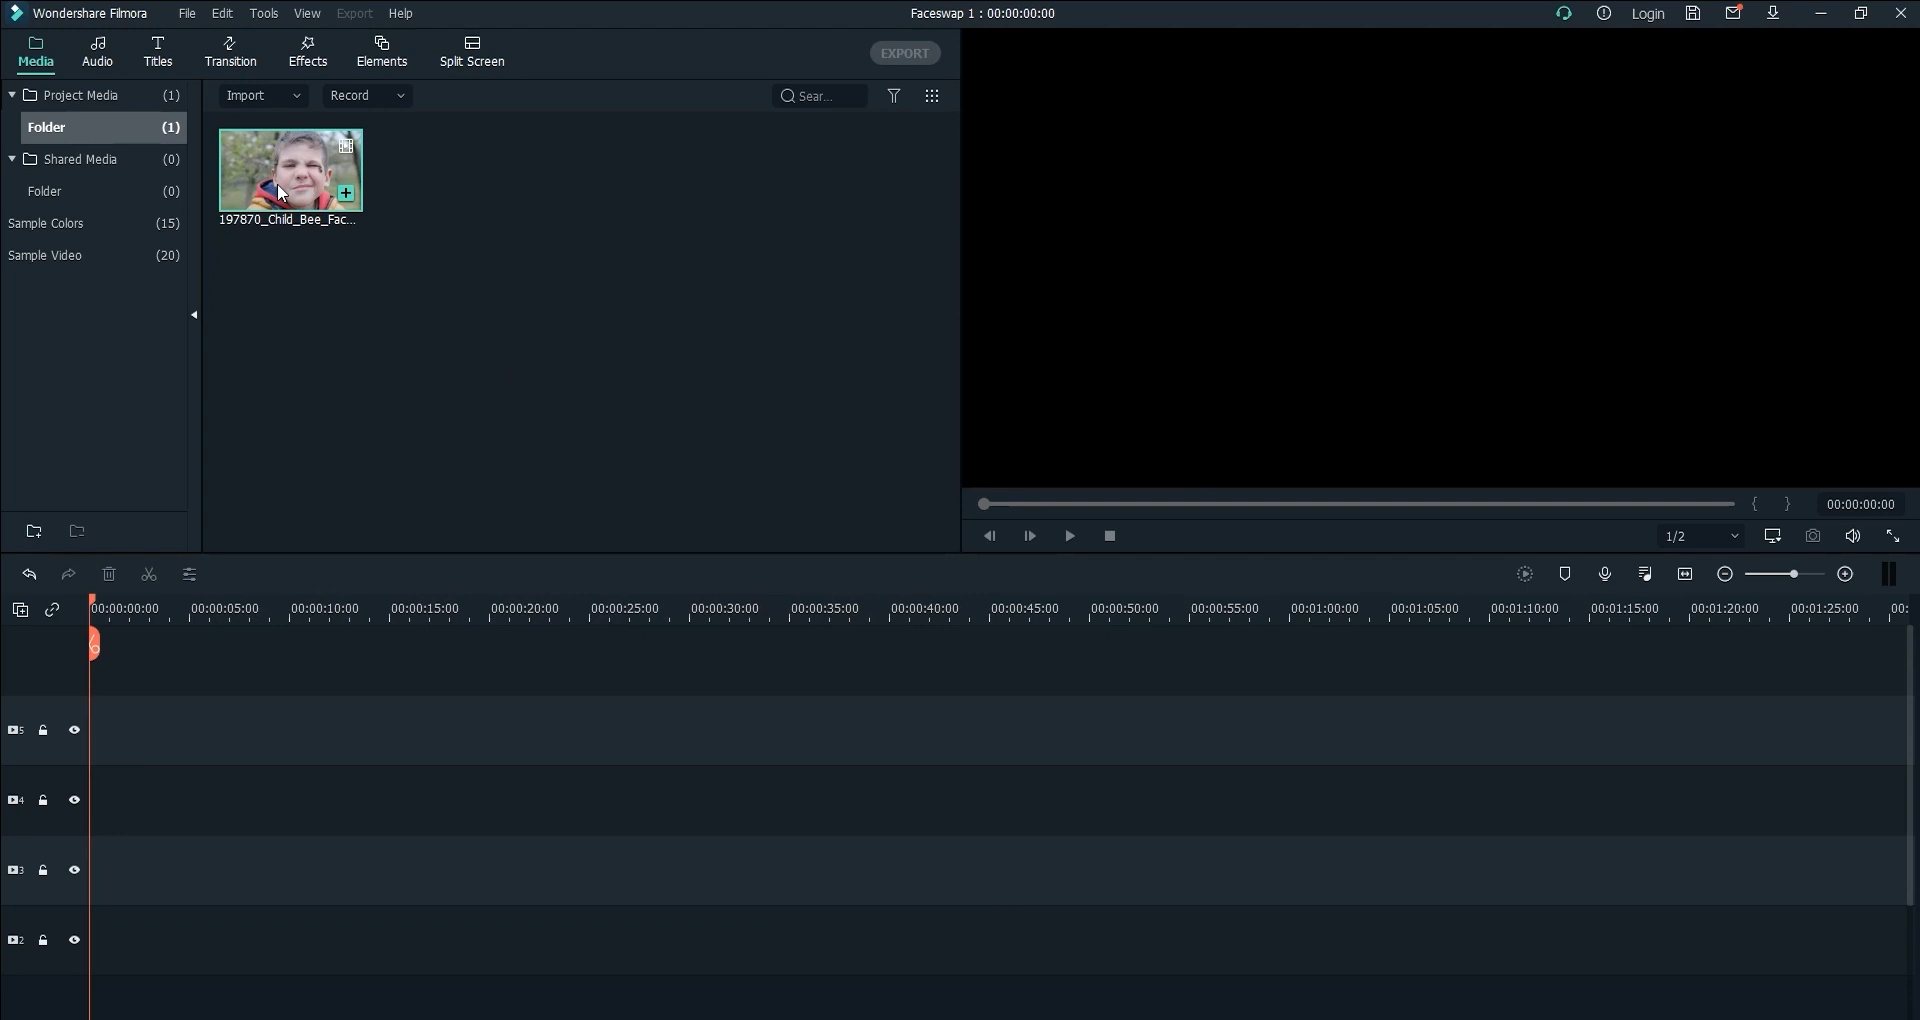 Wondershare Filmora File Edit Tools View Export Help Faceswap 1 : 00:00:00:00 Login
Media Audio Titles Transition Effects Elements Split Screen EXPORT
Project Media (1) Import Record Sear...
Folder (1)
Shared Media (0)
Folder (0)
197870_Child_Bee_Fac...
Sample Colors (15)
Sample Video (20)
{ } 00:00:00:00
1/2
00:00:00:00 00:00:05:00 00:00:10:00 00:00:15:00 00:00:20:00 00:00:25:00 00:00:30:00 00:00:35:00 00:00:40:00 00:00:45:00 00:00:50:00 00:00:55:00 00:01:00:00 00:01:05:00 00:01:10:00 00:01:15:00 00:01:20:00 00:01:25:00 00:
5
4
3
2